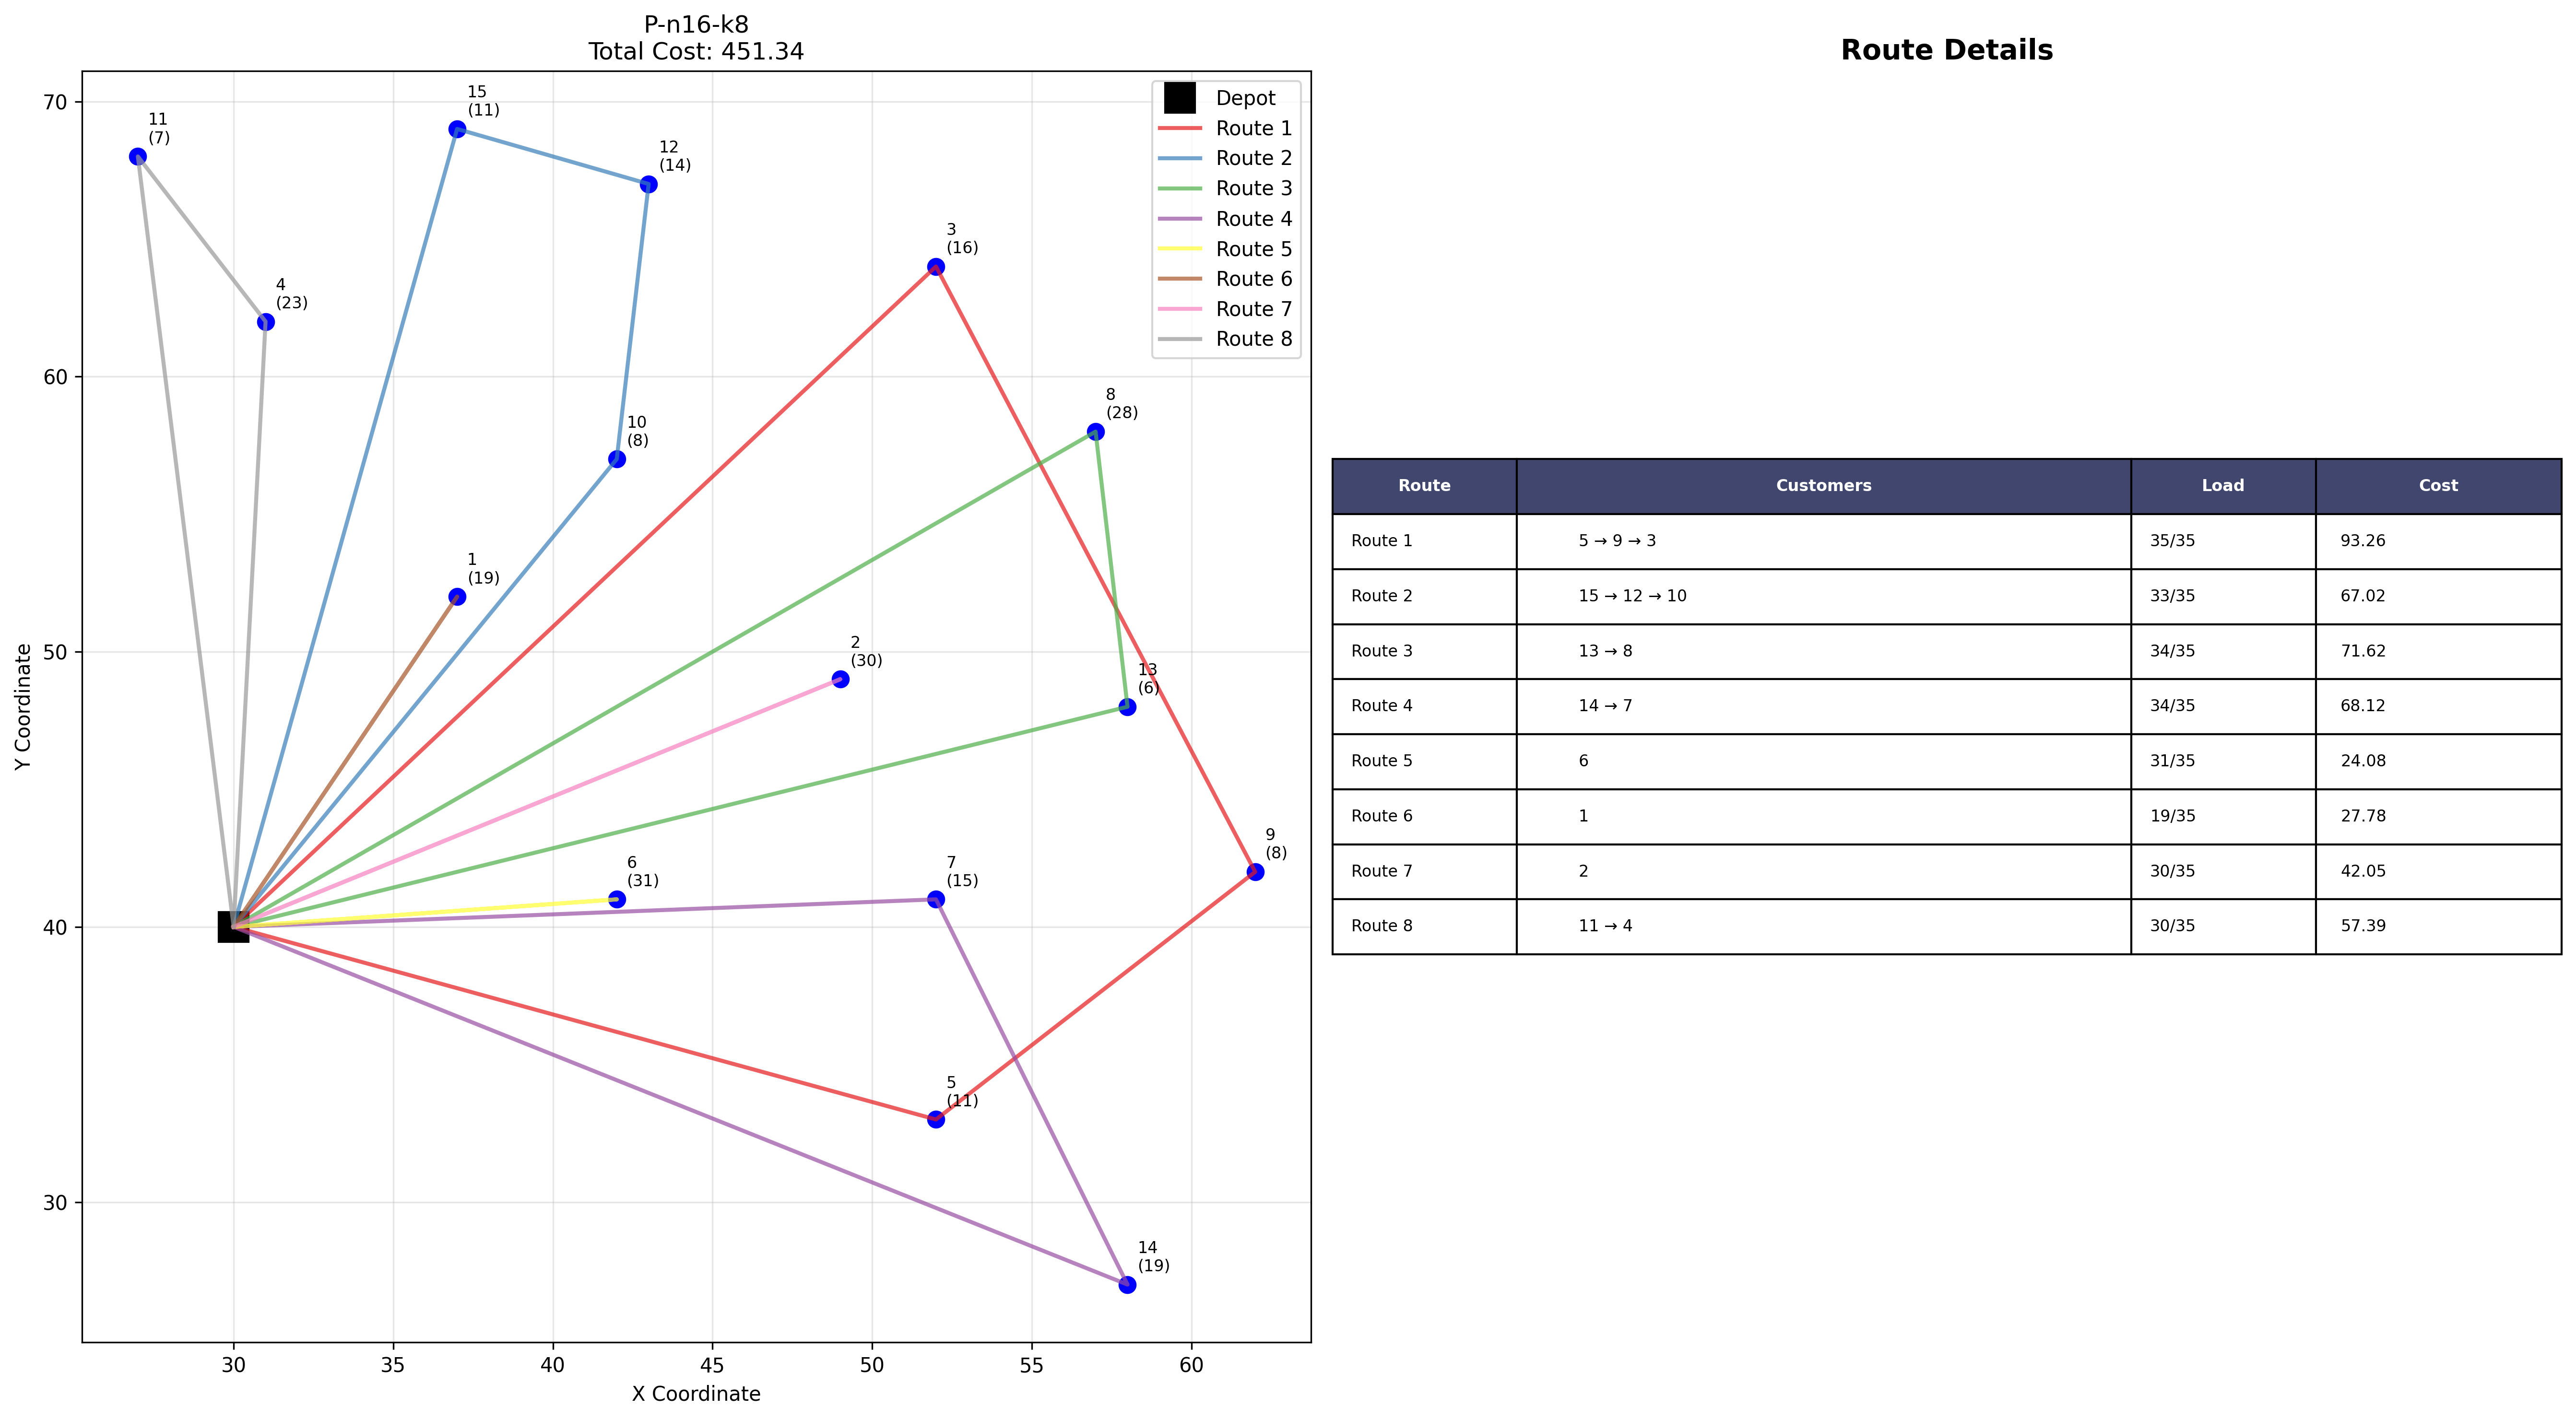 P-n16-k8
Total Cost: 451.34
70
60
50
40
30
Y Coordinate
30
35
40
45
50
55
60
X Coordinate
Depot
Route 1
Route 2
Route 3
Route 4
Route 5
Route 6
Route 7
Route 8
15
(11)
11
(7)
12
(14)
3
(16)
4
(23)
8
(28)
10
(8)
1
(19)
2
(30)
13
(6)
9
(8)
6
(31)
7
(15)
5
(11)
14
(19)
Route Details
Route Customers Load Cost
Route 1 5 → 9 → 3 35/35 93.26
Route 2 15 → 12 → 10 33/35 67.02
Route 3 13 → 8 34/35 71.62
Route 4 14 → 7 34/35 68.12
Route 5 6 31/35 24.08
Route 6 1 19/35 27.78
Route 7 2 30/35 42.05
Route 8 11 → 4 30/35 57.39